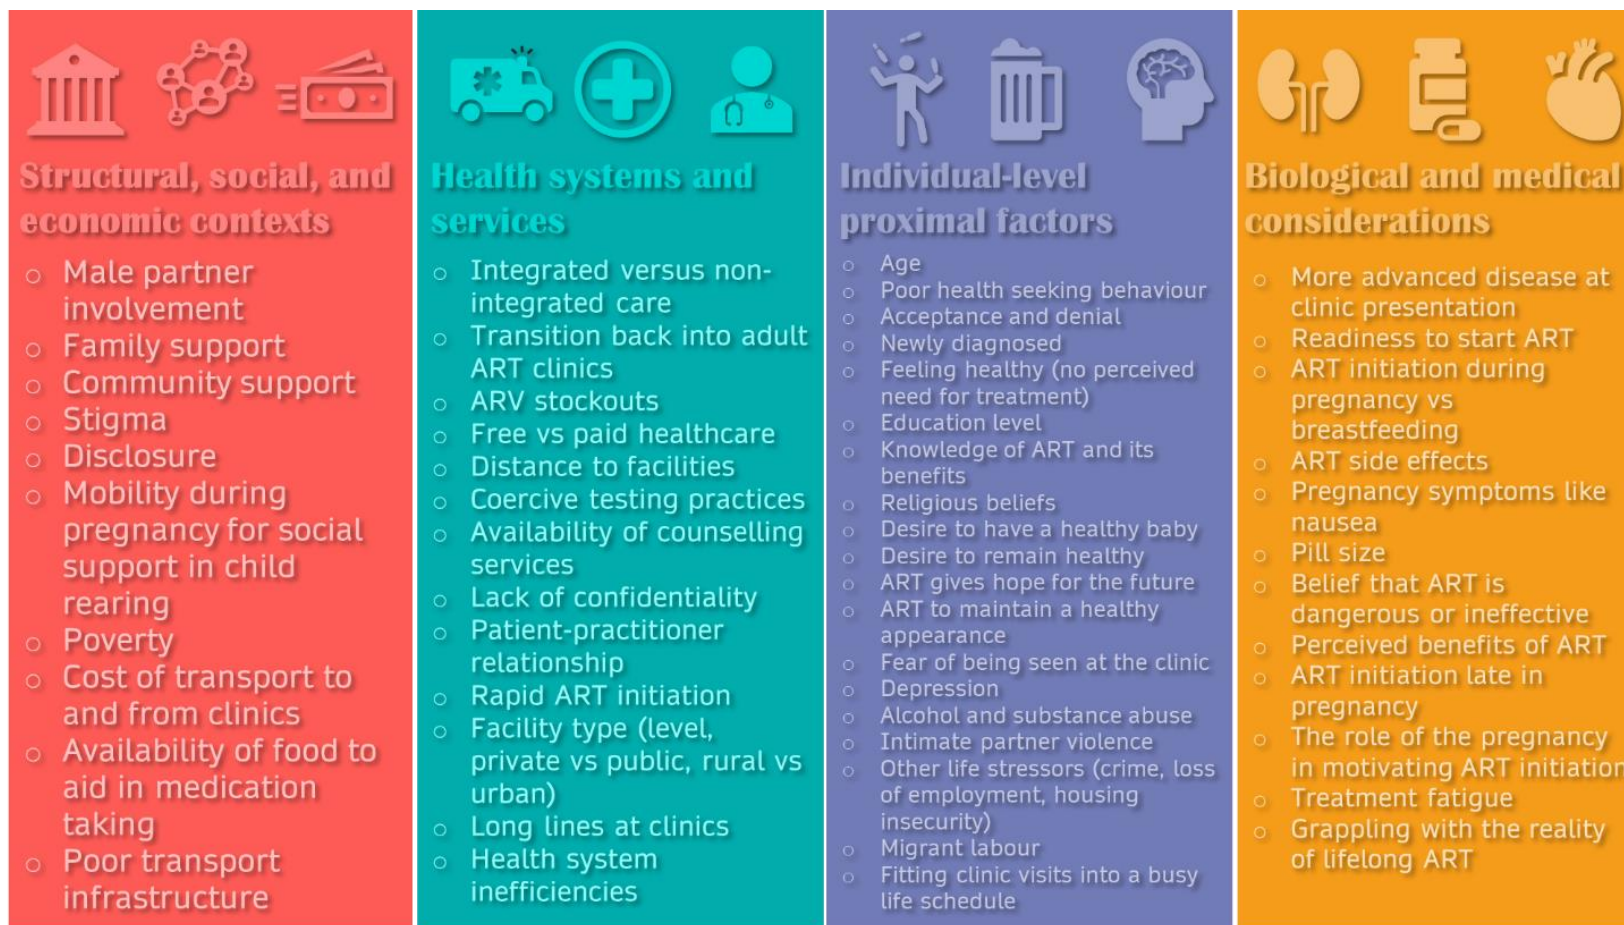 Structural, social, and
economic contexts
○ Male partner
involvement
○ Family support
○ Community support
○ Stigma
○ Disclosure
○ Mobility during
pregnancy for social
support in child
rearing
○ Poverty
○ Cost of transport to
and from clinics
○ Availability of food to
aid in medication
taking
○ Poor transport
infrastructure
Health systems and
services
○ Integrated versus non-
integrated care
○ Transition back into adult
ART clinics
○ ARV stockouts
○ Free vs paid healthcare
○ Distance to facilities
○ Coercive testing practices
○ Availability of counselling
services
○ Lack of confidentiality
○ Patient-practitioner
relationship
○ Rapid ART initiation
○ Facility type (level,
private vs public, rural vs
urban)
○ Long lines at clinics
○ Health system
inefficiencies
Individual-level
proximal factors
○ Age
○ Poor health seeking behaviour
○ Acceptance and denial
○ Newly diagnosed
○ Feeling healthy (no perceived
need for treatment)
○ Education level
○ Knowledge of ART and its
benefits
○ Religious beliefs
○ Desire to have a healthy baby
○ Desire to remain healthy
○ ART gives hope for the future
○ ART to maintain a healthy
appearance
○ Fear of being seen at the clinic
○ Depression
○ Alcohol and substance abuse
○ Intimate partner violence
○ Other life stressors (crime, loss
of employment, housing
insecurity)
○ Migrant labour
○ Fitting clinic visits into a busy
life schedule
Biological and medical
considerations
○ More advanced disease at
clinic presentation
○ Readiness to start ART
○ ART initiation during
pregnancy vs
breastfeeding
○ ART side effects
○ Pregnancy symptoms like
nausea
○ Pill size
○ Belief that ART is
dangerous or ineffective
○ Perceived benefits of ART
○ ART initiation late in
pregnancy
○ The role of the pregnancy
in motivating ART initiation
○ Treatment fatigue
○ Grappling with the reality
of lifelong ART